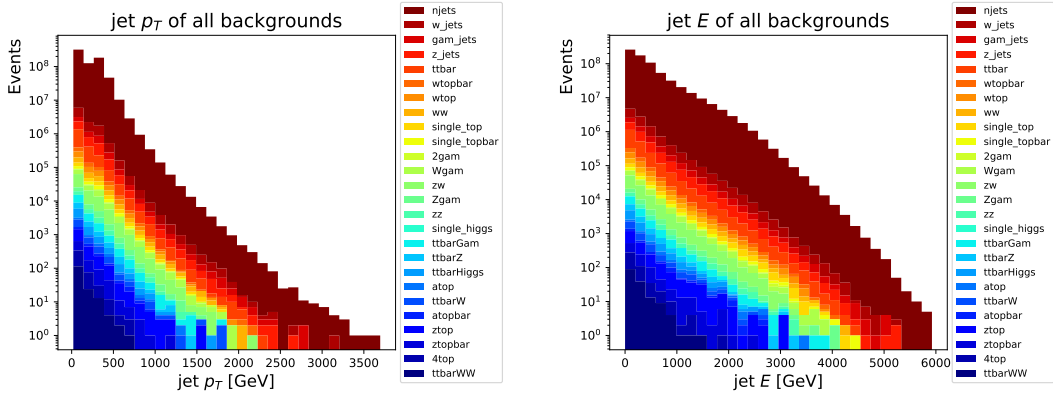 jet pT of all backgrounds
Events
10^8
10^7
10^6
10^5
10^4
10^3
10^2
10^1
10^0
0 500 1000 1500 2000 2500 3000 3500
jet pT [GeV]
njets
w_jets
gam_jets
z_jets
ttbar
wtopbar
wtop
ww
single_top
single_topbar
2gam
Wgam
zw
Zgam
zz
single_higgs
ttbarGam
ttbarZ
ttbarHiggs
atop
ttbarW
atopbar
ztop
ztopbar
4top
ttbarWW
jet E of all backgrounds
Events
10^8
10^7
10^6
10^5
10^4
10^3
10^2
10^1
10^0
0 1000 2000 3000 4000 5000 6000
jet E [GeV]
njets
w_jets
gam_jets
z_jets
ttbar
wtopbar
wtop
ww
single_top
single_topbar
2gam
Wgam
zw
Zgam
zz
single_higgs
ttbarGam
ttbarZ
ttbarHiggs
atop
ttbarW
atopbar
ztop
ztopbar
4top
ttbarWW